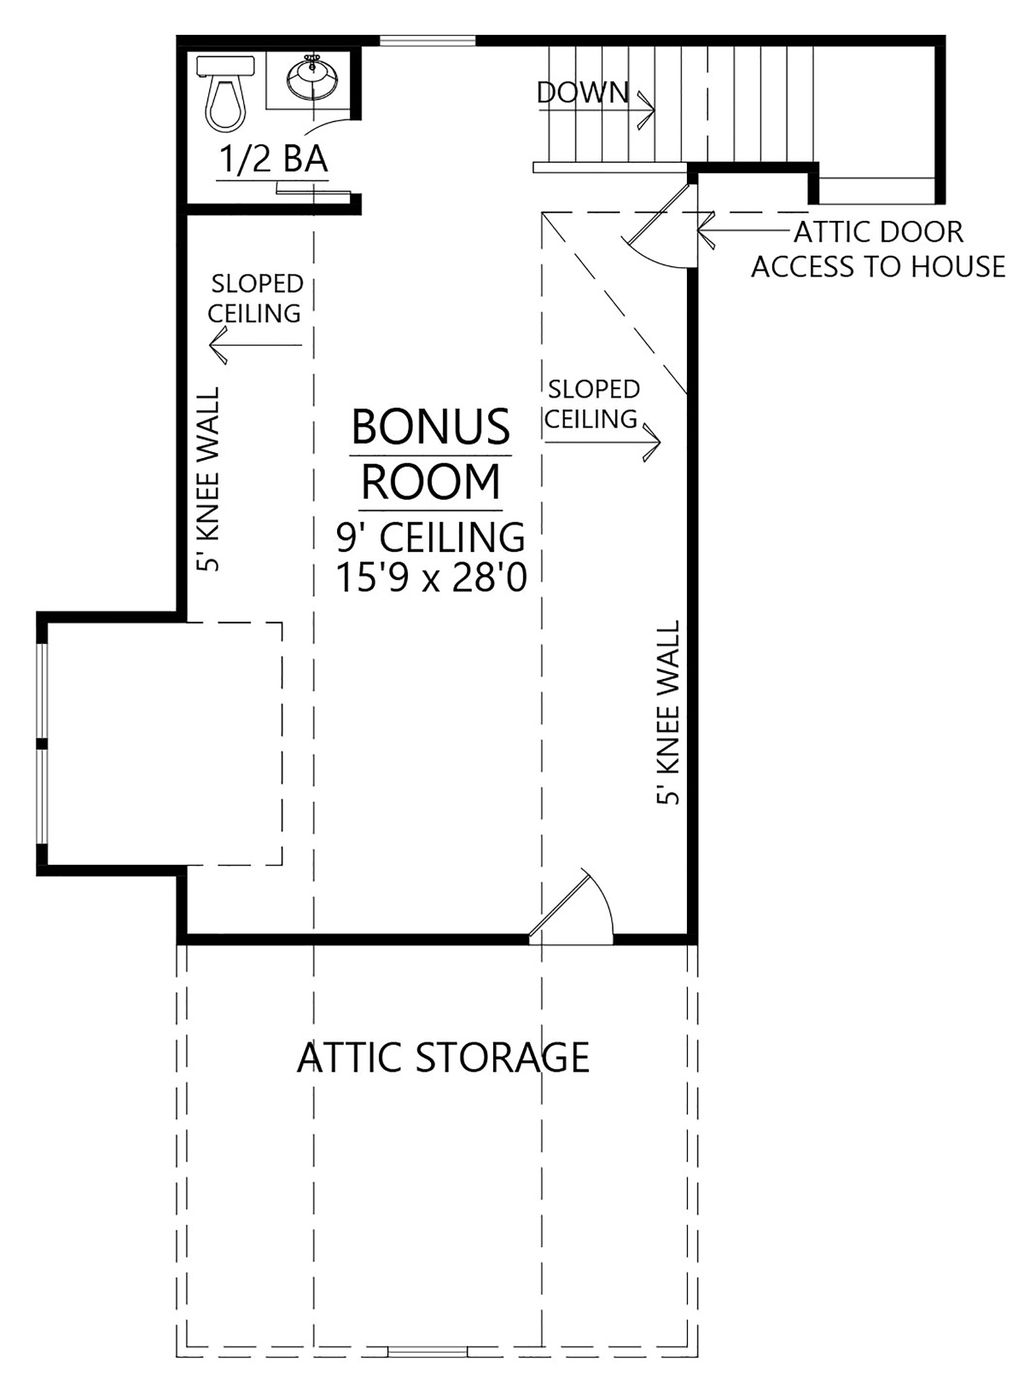 DOWN
1/2 BA
ATTIC DOOR
ACCESS TO HOUSE
SLOPED
CEILING
SLOPED
CEILING
5' KNEE WALL
BONUS
ROOM
9' CEILING
15'9 x 28'0
5' KNEE WALL
ATTIC STORAGE